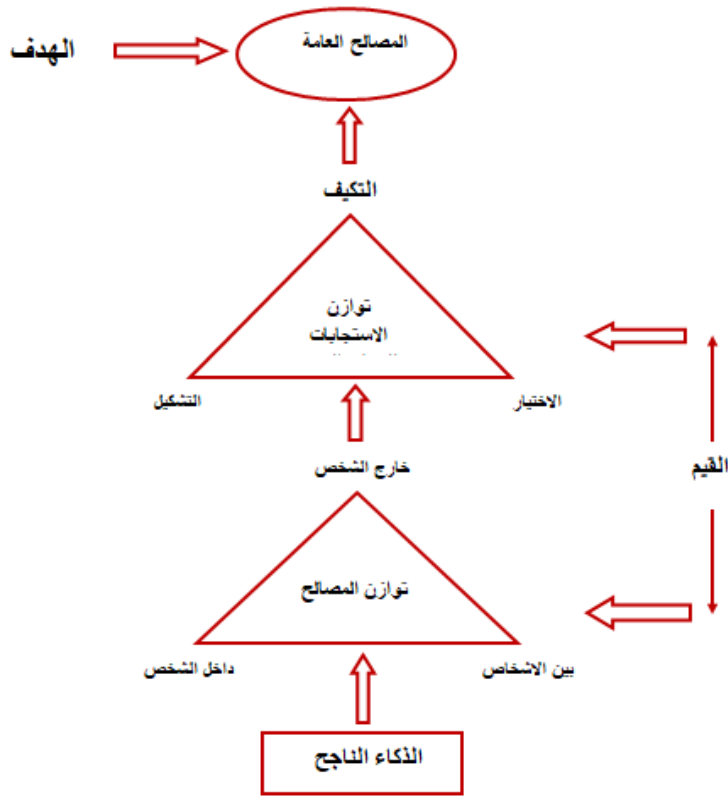 المصالح العامة
الهدف
التكيف
توازن
الاستجابات
الاختيار
التشكيل
القيم
خارج الشخص
توازن المصالح
بين الاشخاص
داخل الشخص
الذكاء الناجح